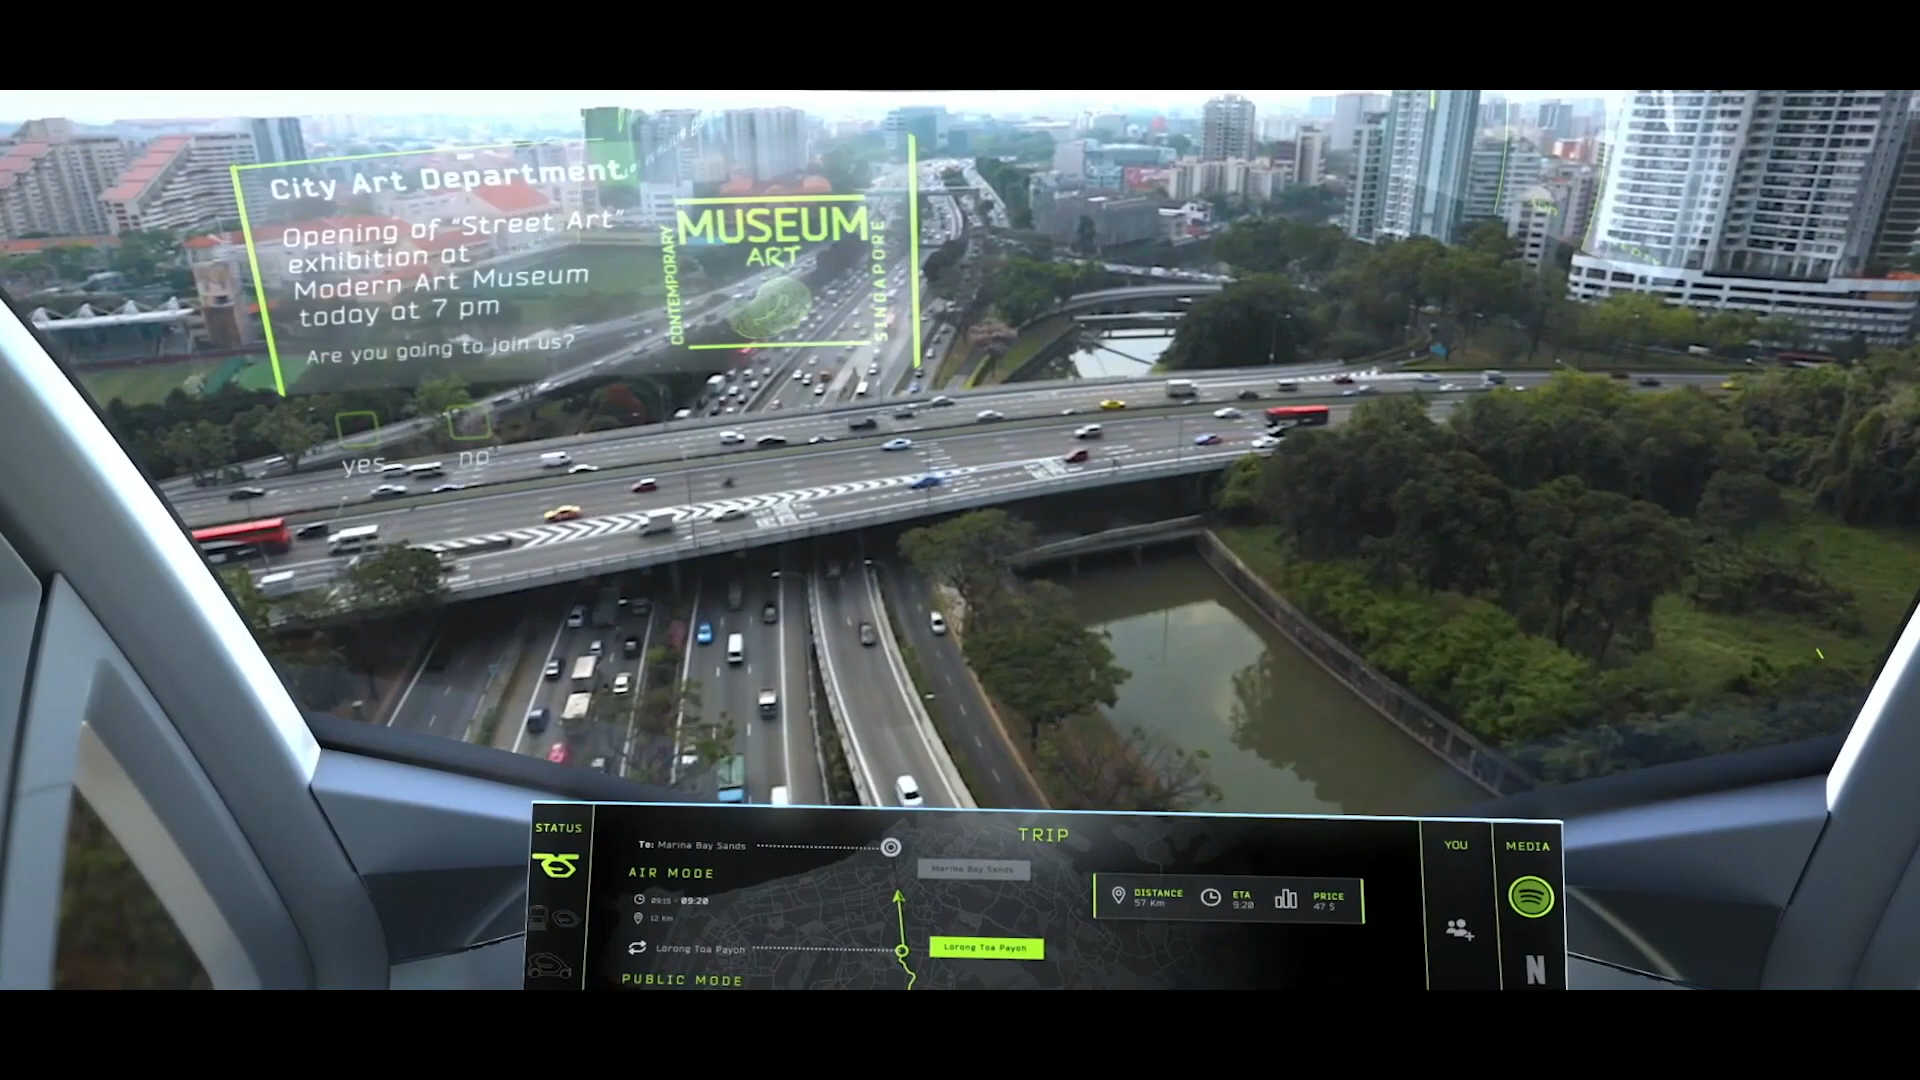 City Art Department
Opening of “Street Art”
exhibition at
Modern Art Museum
today at 7 pm
Are you going to join us?
yes
no
CONTEMPORARY
MUSEUM
ART
SINGAPORE
STATUS
TRIP
To: Marina Bay Sands
Marina Bay Sands
AIR MODE
09:15 - 09:20
12 Km
Lorong Toa Payoh
Lorong Toa Payoh
PUBLIC MODE
DISTANCE
57 Km
ETA
9:20
PRICE
47 $
YOU
MEDIA
N